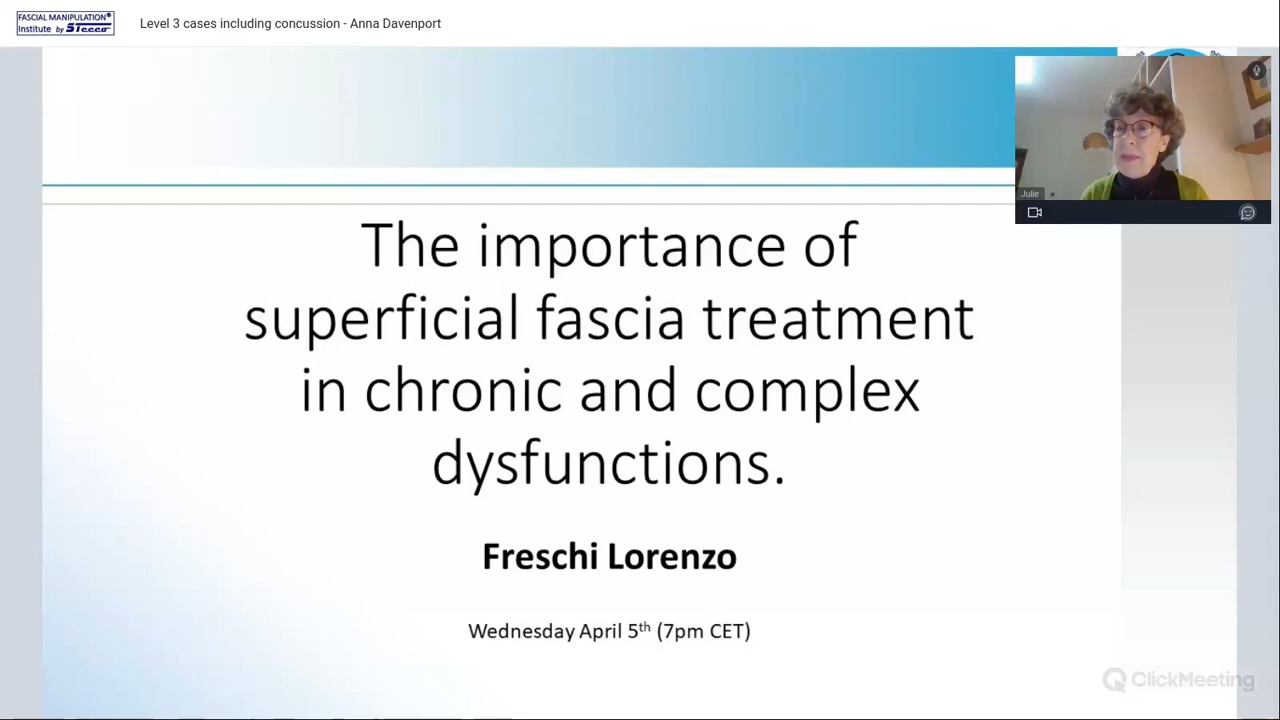 FASCIAL MANIPULATION®
Institute by Stecco
Level 3 cases including concussion - Anna Davenport
Julie
The importance of
superficial fascia treatment
in chronic and complex
dysfunctions.
Freschi Lorenzo
Wednesday April 5th (7pm CET)
ClickMeeting